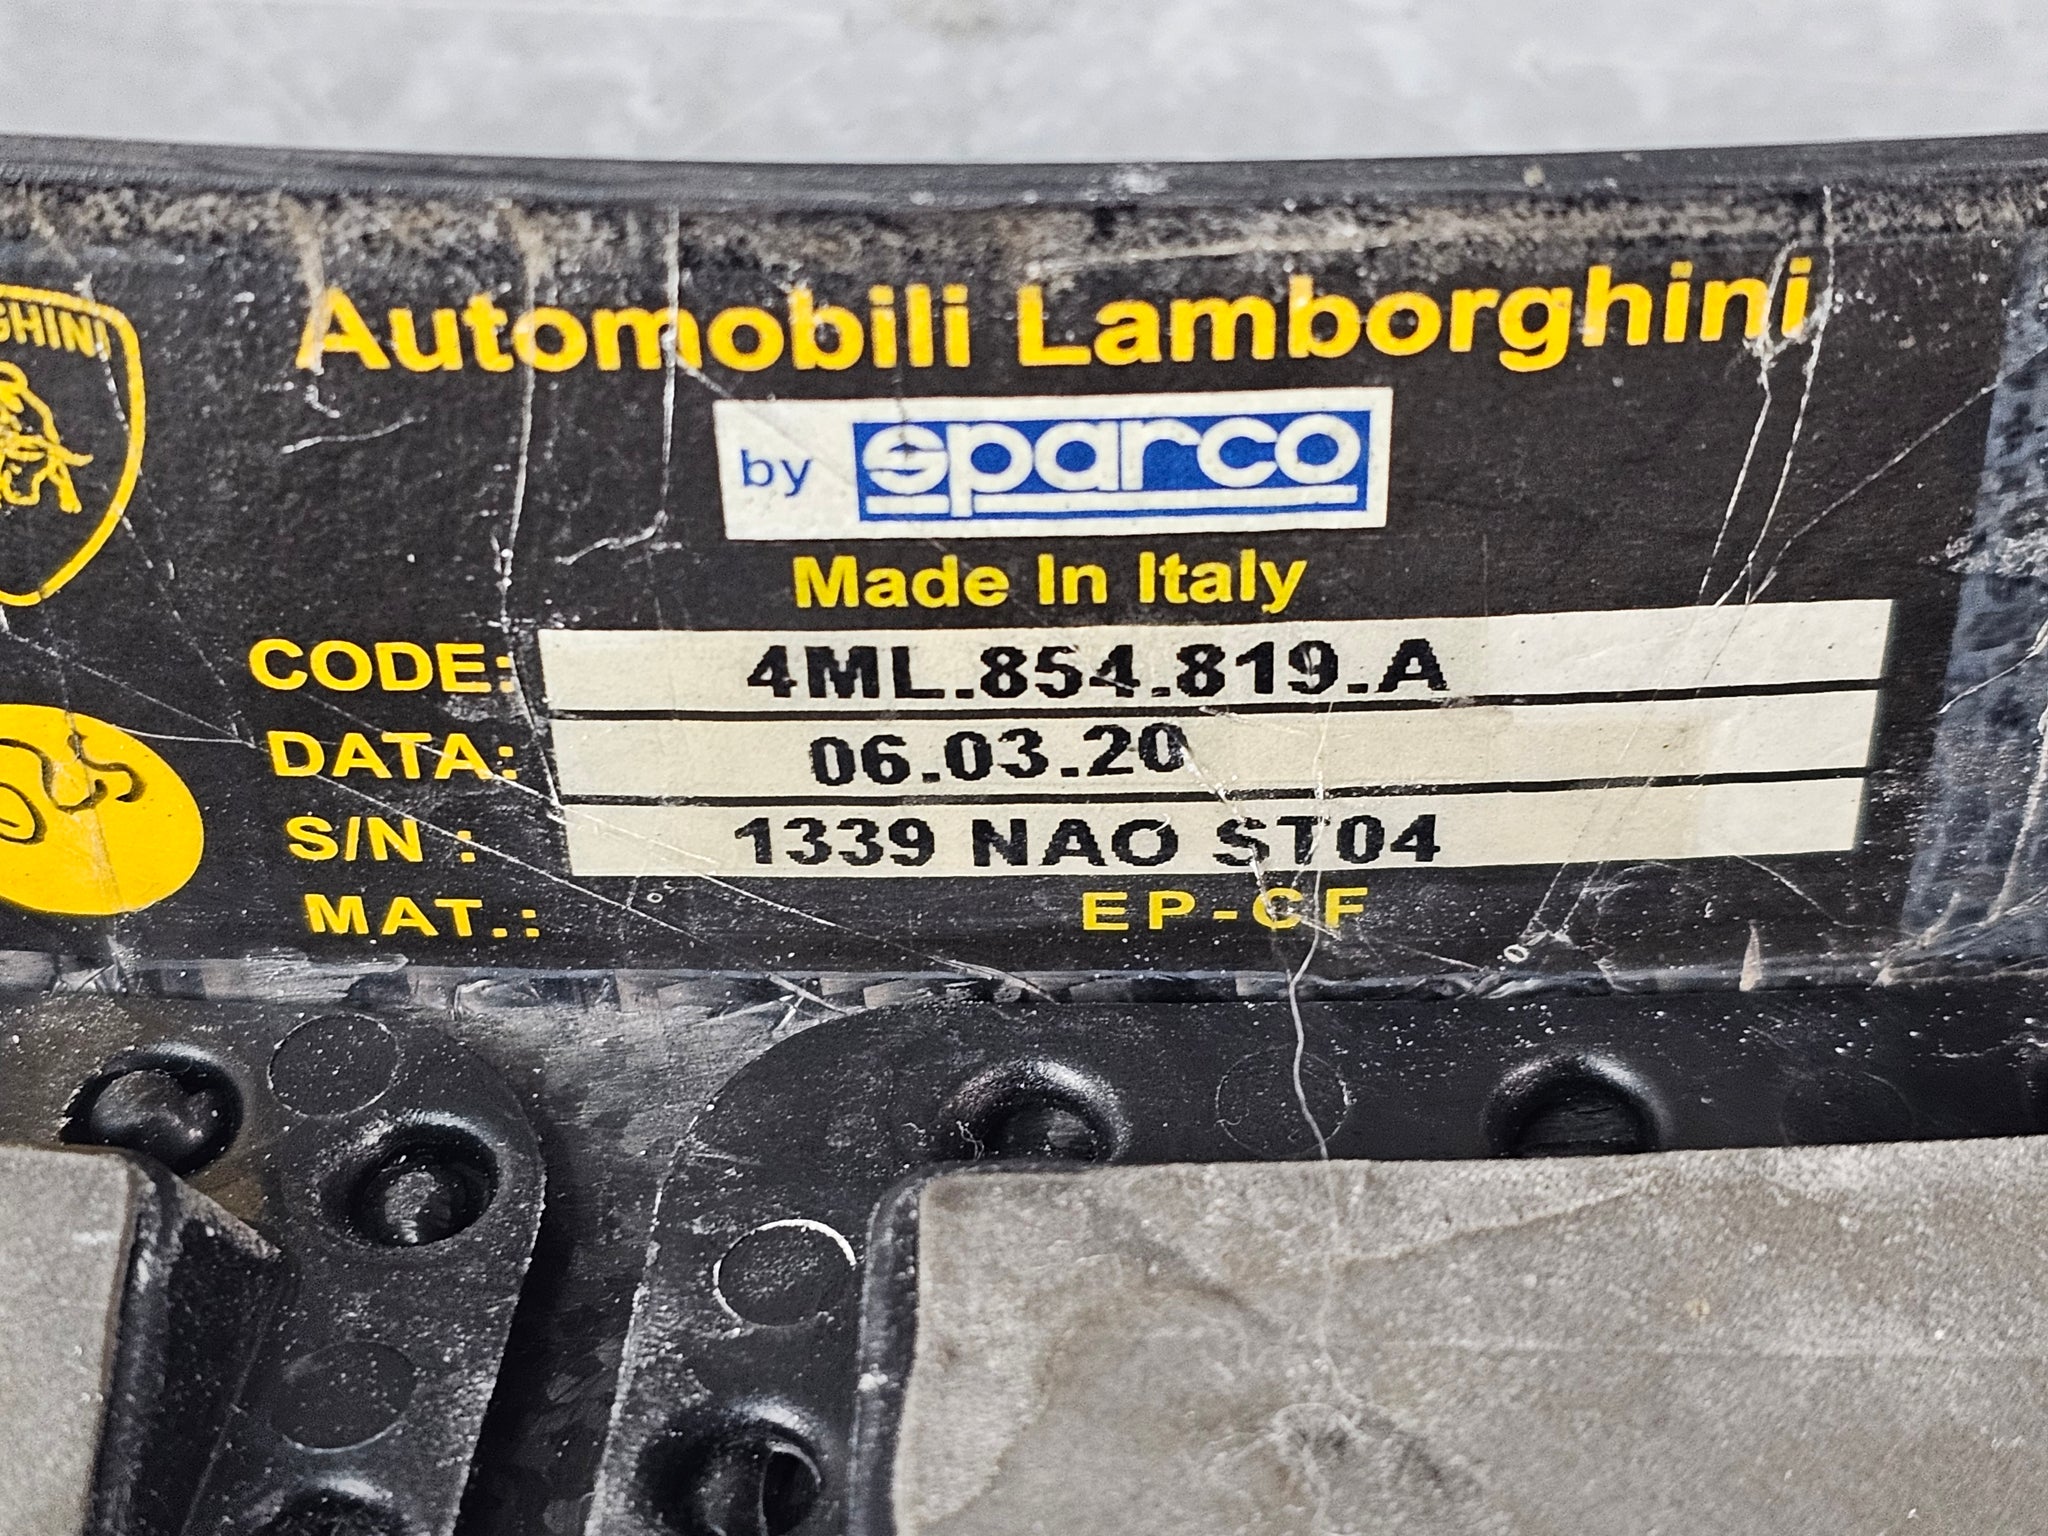 Automobili Lamborghini
by sparco
Made In Italy
CODE: 4ML.854.819.A
DATA: 06.03.20
S/N : 1339 NAO ST04
MAT.: EP-CF